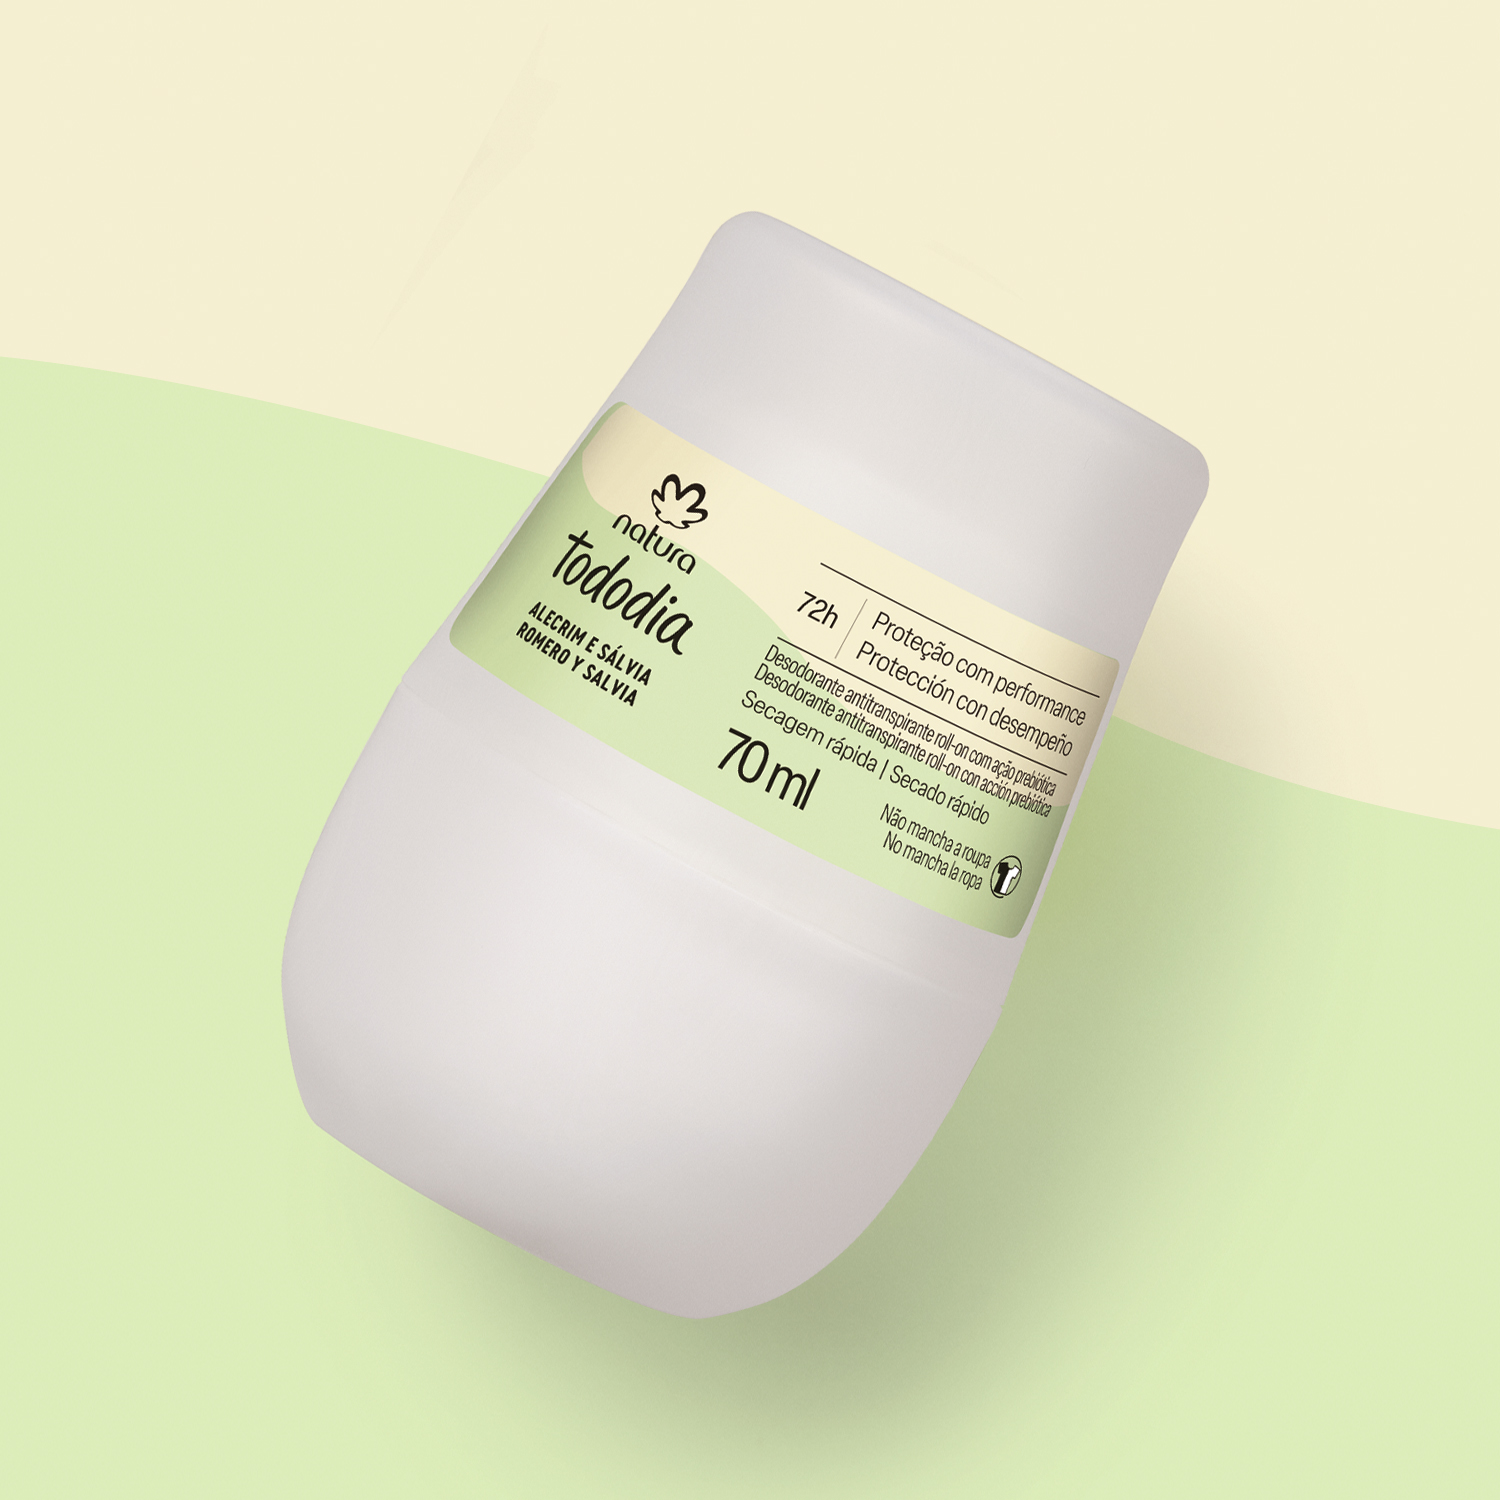 natura
tododia
ALECRIM E SÁLVIA
ROMERO Y SALVIA
72h
Proteção com performance
Protección con desempeño
Desodorante antitranspirante roll-on com ação prebiótica
Desodorante antitranspirante roll-on con acción prebiótica
Secagem rápida | Secado rápido
70 ml
Não mancha a roupa
No mancha la ropa